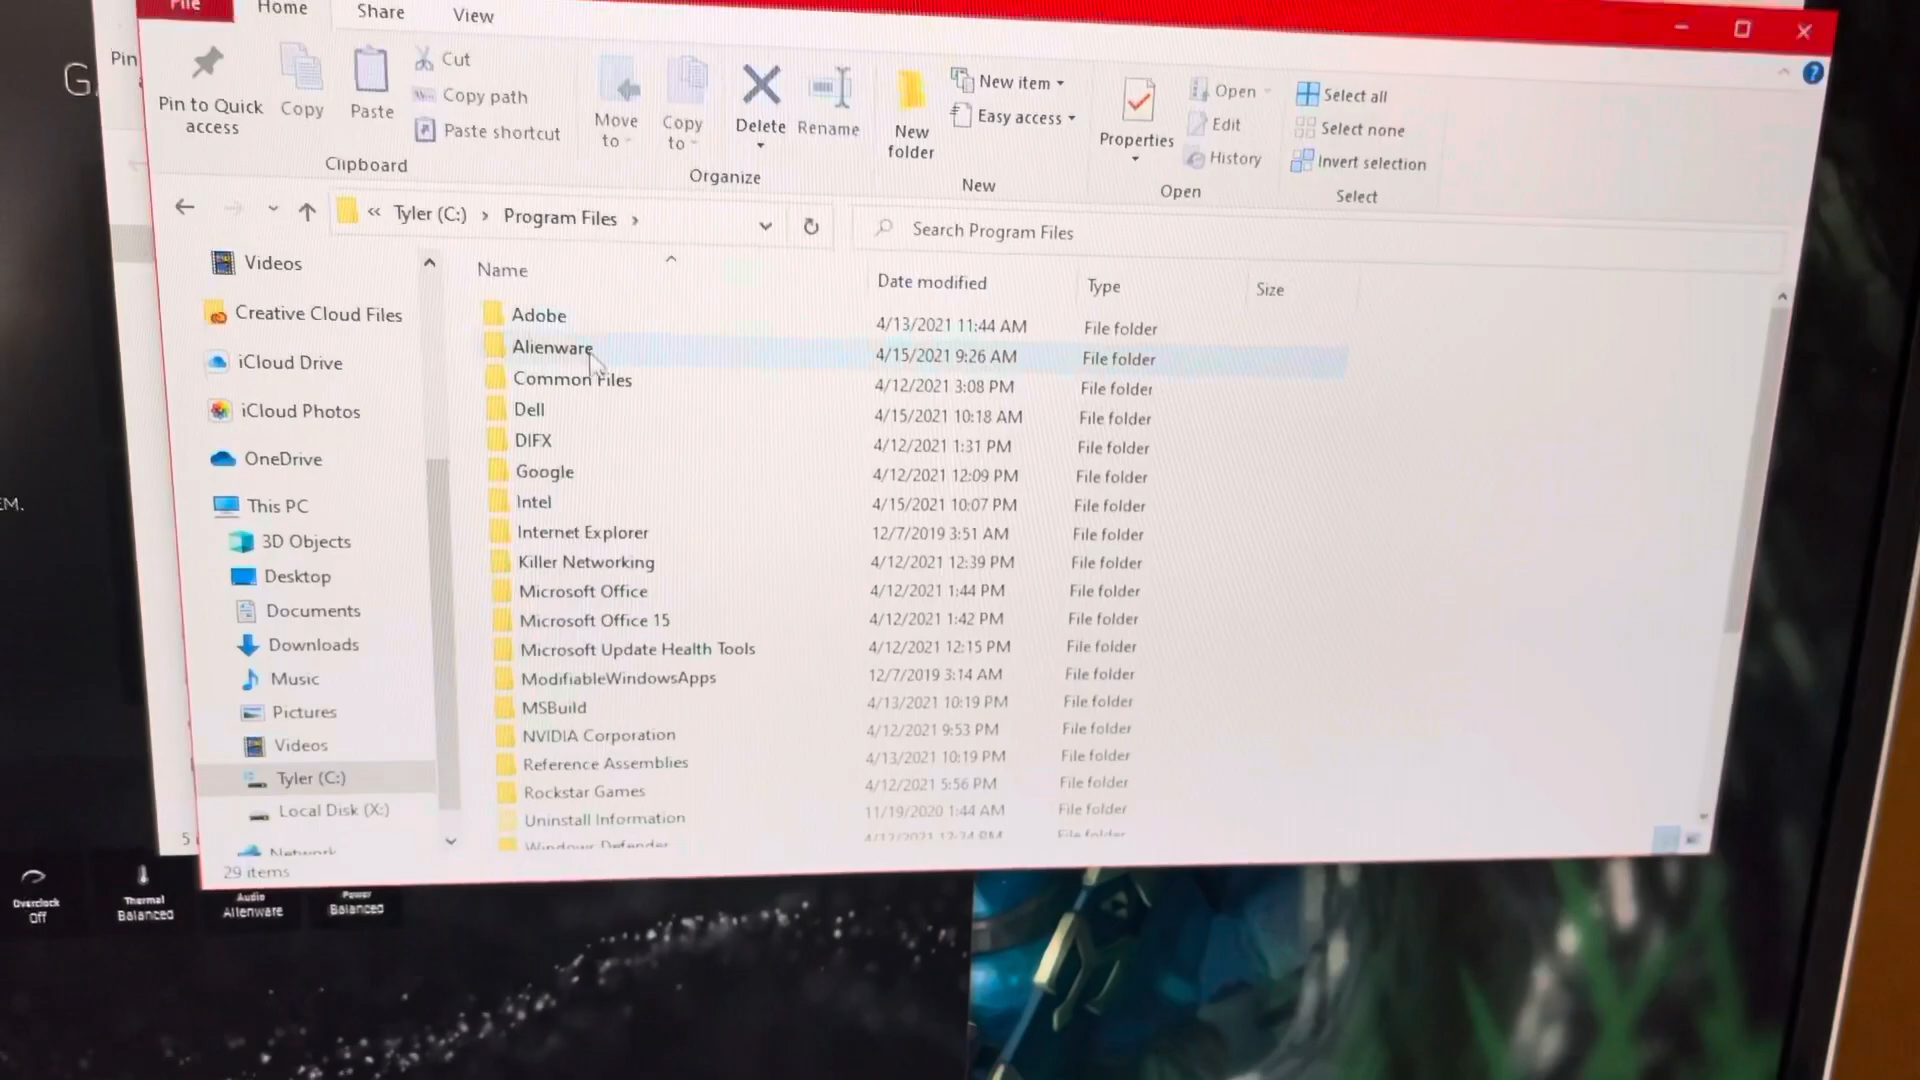 File
Home
Share
View
Pin
Pin to Quick
access
Copy
Paste
Cut
Copy path
Paste shortcut
Clipboard
Move
to
Copy
to
Delete
Rename
Organize
New
folder
New item
Easy access
New
Properties
Open
Edit
History
Open
Select all
Select none
Invert selection
Select
« Tyler (C:) › Program Files ›
Search Program Files
Name
Date modified
Type
Size
Videos
Creative Cloud Files
iCloud Drive
iCloud Photos
OneDrive
This PC
3D Objects
Desktop
Documents
Downloads
Music
Pictures
Videos
Tyler (C:)
Local Disk (X:)
Network
Adobe 4/13/2021 11:44 AM File folder
Alienware 4/15/2021 9:26 AM File folder
Common Files 4/12/2021 3:08 PM File folder
Dell 4/15/2021 10:18 AM File folder
DIFX 4/12/2021 1:31 PM File folder
Google 4/12/2021 12:09 PM File folder
Intel 4/15/2021 10:07 PM File folder
Internet Explorer 12/7/2019 3:51 AM File folder
Killer Networking 4/12/2021 12:39 PM File folder
Microsoft Office 4/12/2021 1:44 PM File folder
Microsoft Office 15 4/12/2021 1:42 PM File folder
Microsoft Update Health Tools 4/12/2021 12:15 PM File folder
ModifiableWindowsApps 12/7/2019 3:14 AM File folder
MSBuild 4/13/2021 10:19 PM File folder
NVIDIA Corporation 4/12/2021 9:53 PM File folder
Reference Assemblies 4/13/2021 10:19 PM File folder
Rockstar Games 4/12/2021 5:56 PM File folder
Uninstall Information 11/19/2020 1:44 AM File folder
Windows Defender File folder
29 items
5
EM.
Overclock
Off
Thermal
Balanced
Audio
Alienware
Power
Balanced